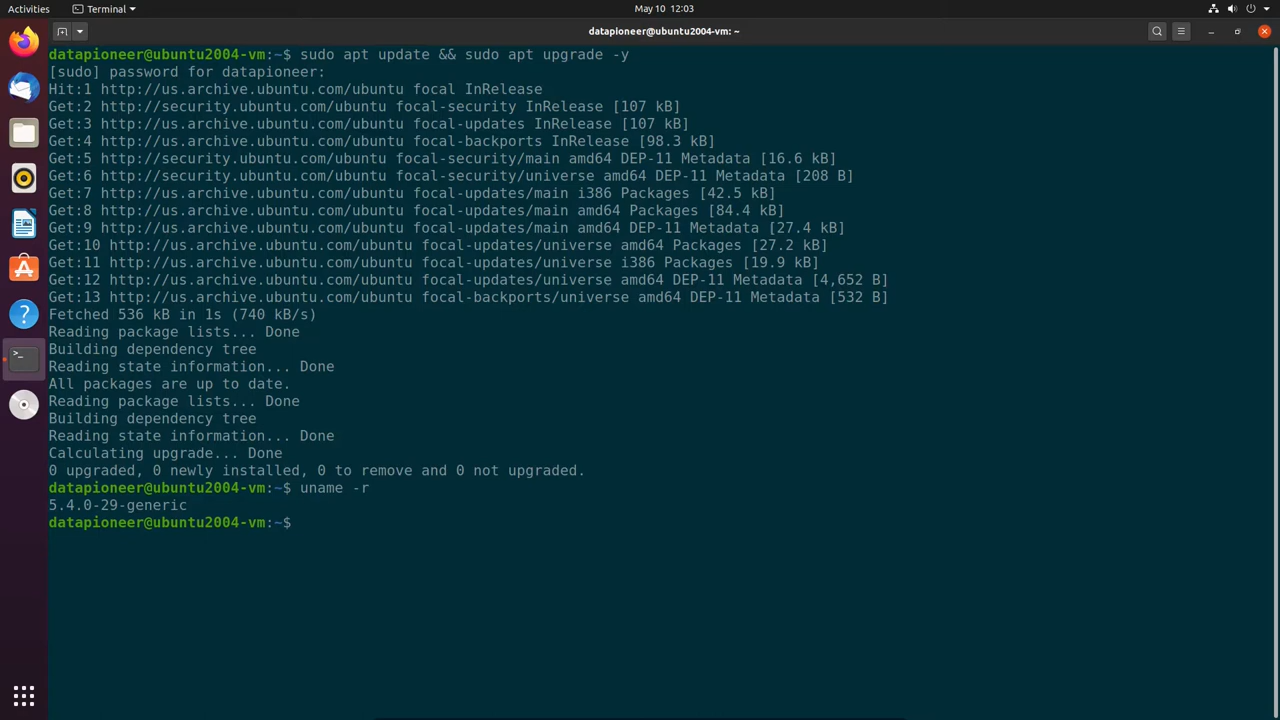 Activities
Terminal
May 10 12:03
datapioneer@ubuntu2004-vm: ~
datapioneer@ubuntu2004-vm:~$ sudo apt update && sudo apt upgrade -y
[sudo] password for datapioneer:
Hit:1 http://us.archive.ubuntu.com/ubuntu focal InRelease
Get:2 http://security.ubuntu.com/ubuntu focal-security InRelease [107 kB]
Get:3 http://us.archive.ubuntu.com/ubuntu focal-updates InRelease [107 kB]
Get:4 http://us.archive.ubuntu.com/ubuntu focal-backports InRelease [98.3 kB]
Get:5 http://security.ubuntu.com/ubuntu focal-security/main amd64 DEP-11 Metadata [16.6 kB]
Get:6 http://security.ubuntu.com/ubuntu focal-security/universe amd64 DEP-11 Metadata [208 B]
Get:7 http://us.archive.ubuntu.com/ubuntu focal-updates/main i386 Packages [42.5 kB]
Get:8 http://us.archive.ubuntu.com/ubuntu focal-updates/main amd64 Packages [84.4 kB]
Get:9 http://us.archive.ubuntu.com/ubuntu focal-updates/main amd64 DEP-11 Metadata [27.4 kB]
Get:10 http://us.archive.ubuntu.com/ubuntu focal-updates/universe amd64 Packages [27.2 kB]
Get:11 http://us.archive.ubuntu.com/ubuntu focal-updates/universe i386 Packages [19.9 kB]
Get:12 http://us.archive.ubuntu.com/ubuntu focal-updates/universe amd64 DEP-11 Metadata [4,652 B]
Get:13 http://us.archive.ubuntu.com/ubuntu focal-backports/universe amd64 DEP-11 Metadata [532 B]
Fetched 536 kB in 1s (740 kB/s)
Reading package lists... Done
Building dependency tree
Reading state information... Done
All packages are up to date.
Reading package lists... Done
Building dependency tree
Reading state information... Done
Calculating upgrade... Done
0 upgraded, 0 newly installed, 0 to remove and 0 not upgraded.
datapioneer@ubuntu2004-vm:~$ uname -r
5.4.0-29-generic
datapioneer@ubuntu2004-vm:~$